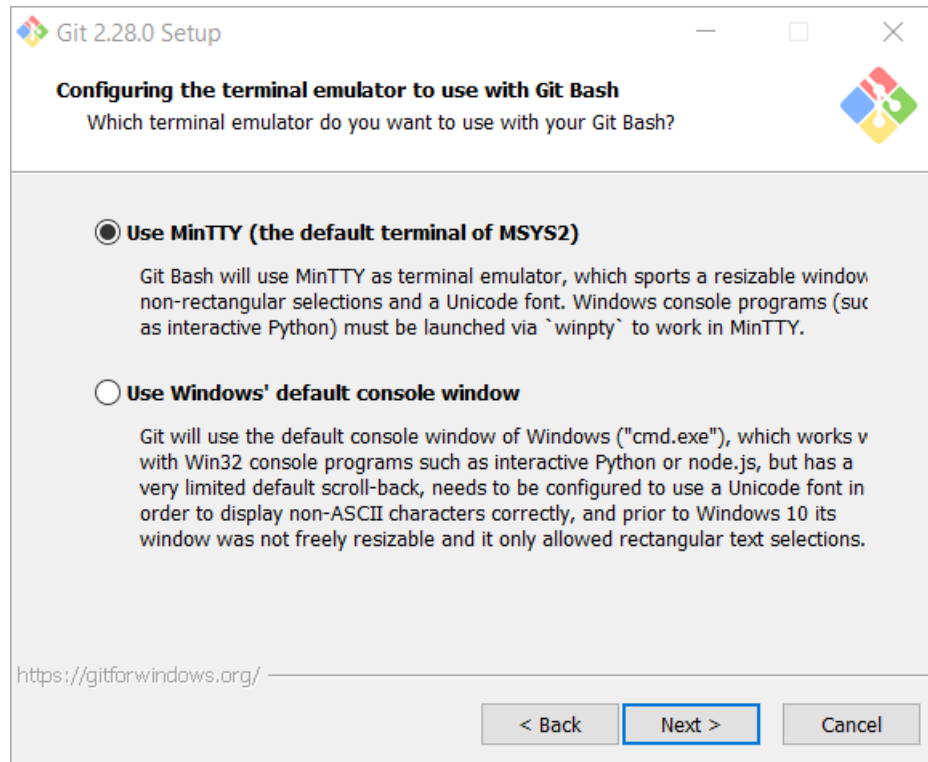 Git 2.28.0 Setup
Configuring the terminal emulator to use with Git Bash
Which terminal emulator do you want to use with your Git Bash?
Use MinTTY (the default terminal of MSYS2)
Git Bash will use MinTTY as terminal emulator, which sports a resizable window
non-rectangular selections and a Unicode font. Windows console programs (suc
as interactive Python) must be launched via `winpty` to work in MinTTY.
Use Windows' default console window
Git will use the default console window of Windows ("cmd.exe"), which works
with Win32 console programs such as interactive Python or node.js, but has a
very limited default scroll-back, needs to be configured to use a Unicode font in
order to display non-ASCII characters correctly, and prior to Windows 10 its
window was not freely resizable and it only allowed rectangular text selections.
https://gitforwindows.org/
< Back
Next >
Cancel